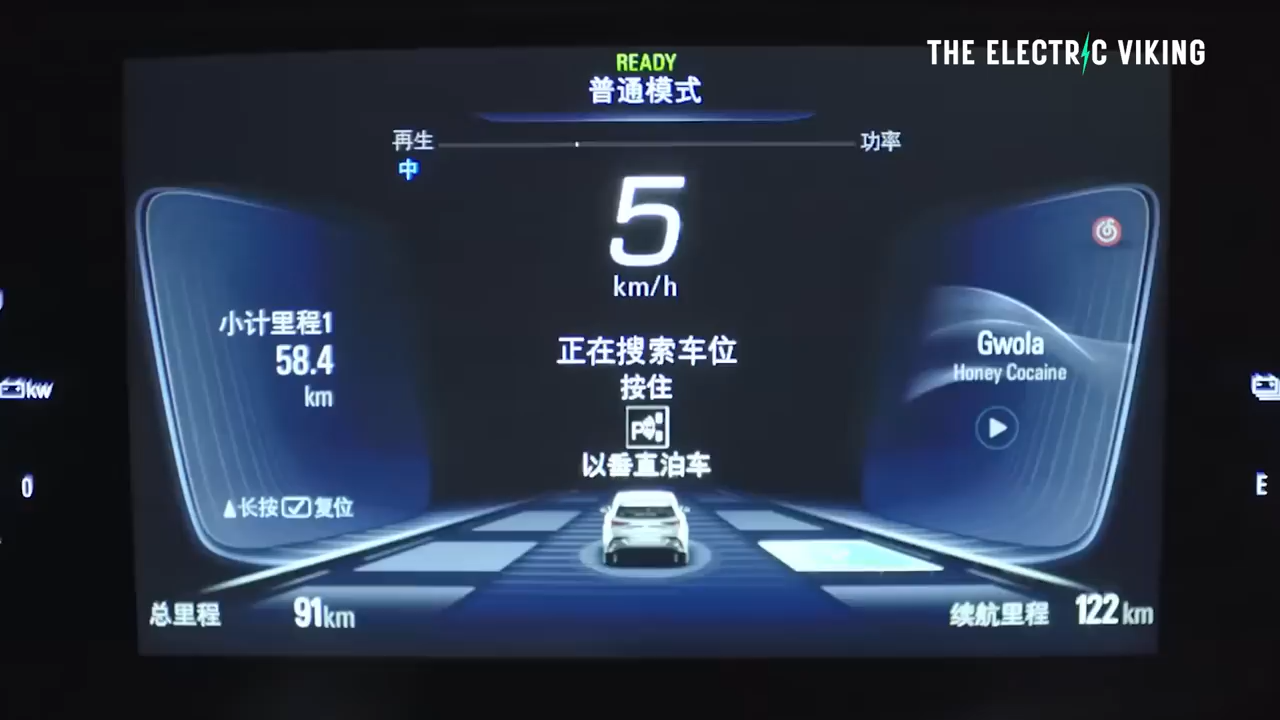 THE ELECTRIC VIKING
READY
普通模式
再生
功率
中
5
km/h
小计里程1
58.4
km
正在搜索车位
按住
P
以垂直泊车
Gwola
Honey Cocaine
kw
0
E
▲长按☑复位
总里程 91km
续航里程 122 km